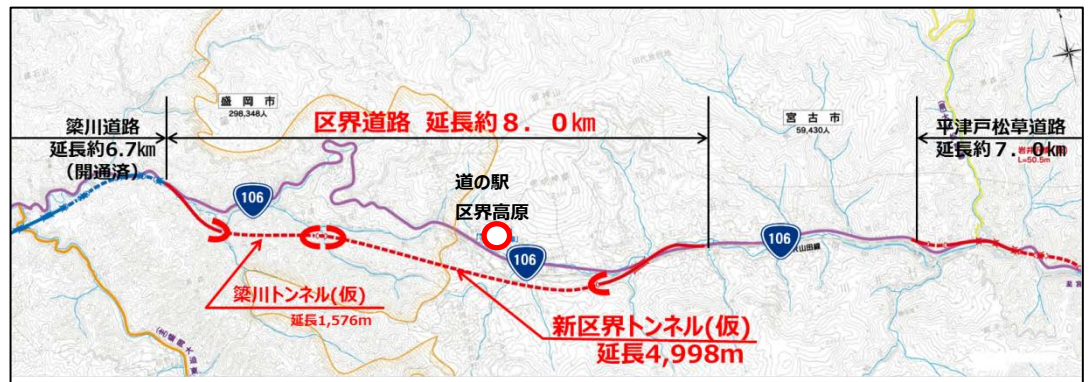 盛岡市
298,348人
簗川道路
延長約6.7km
(開通済)
区界道路 延長約8.0km
宮古市
59,430人
平津戸松草道路
延長約7.0km
L=50.5m
106
道の駅
区界高原
106
106
簗川トンネル(仮)
延長1,576m
新区界トンネル(仮)
延長4,998m